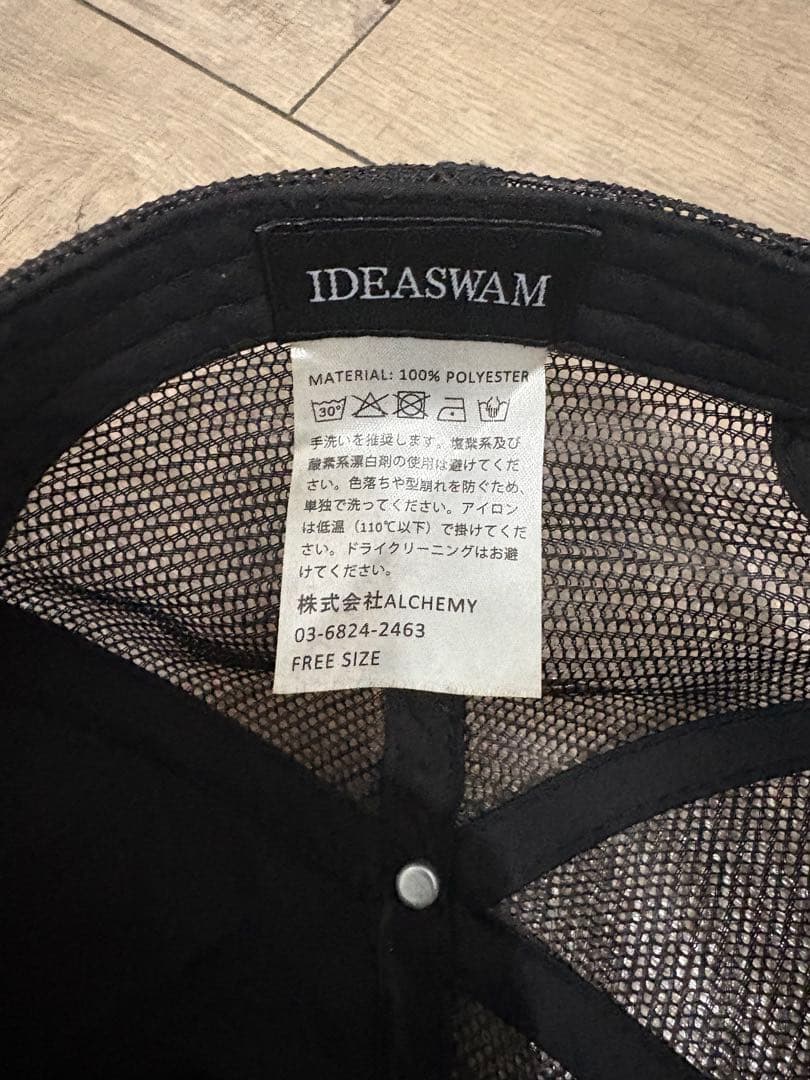 IDEASWAM
MATERIAL: 100% POLYESTER
30°
手洗いを推奨します。塩素系及び
酸素系漂白剤の使用は避けてくだ
さい。色落ちや型崩れを防ぐため、
単独で洗ってください。アイロン
は低温（110℃以下）で掛けてくだ
さい。ドライクリーニングはお避
けてください。
株式会社ALCHEMY
03-6824-2463
FREE SIZE